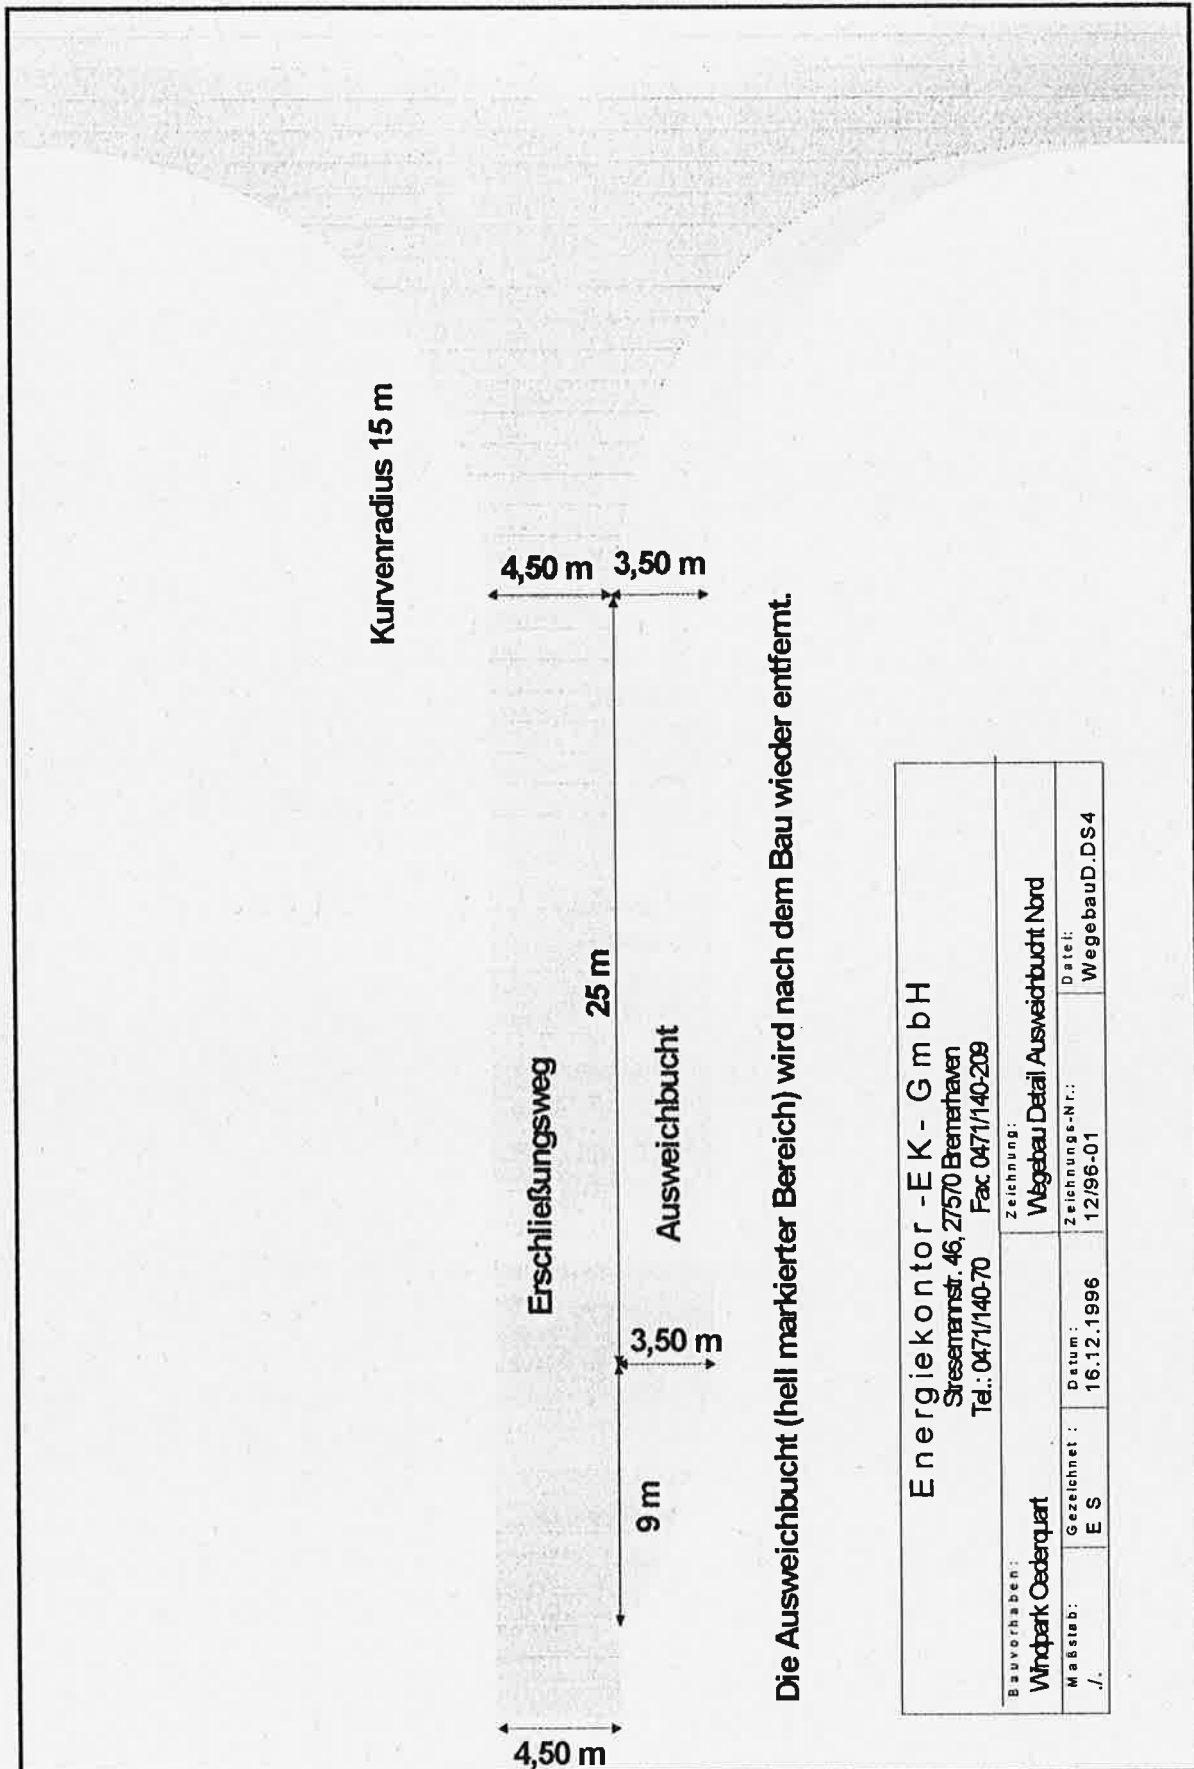 Kurvenradius 15 m
4,50 m
3,50 m
25 m
Erschließungsweg
Ausweichbucht
3,50 m
9 m
4,50 m
Die Ausweichbucht (hell markierter Bereich) wird nach dem Bau wieder entfernt.
Energiekontor -EK- GmbH
Stresemannstr. 46, 27570 Bremerhaven
Tel.: 0471/140-70 Fax: 0471/140-209
Bauvorhaben:
Windpark Oederquart
Zeichnung:
Wegebau Detail Ausweichbucht Nord
Maßstab:
./.
Gezeichnet:
E S
Datum:
16.12.1996
Zeichnungs-Nr.:
12/96-01
Datei:
WegebauD.DS4